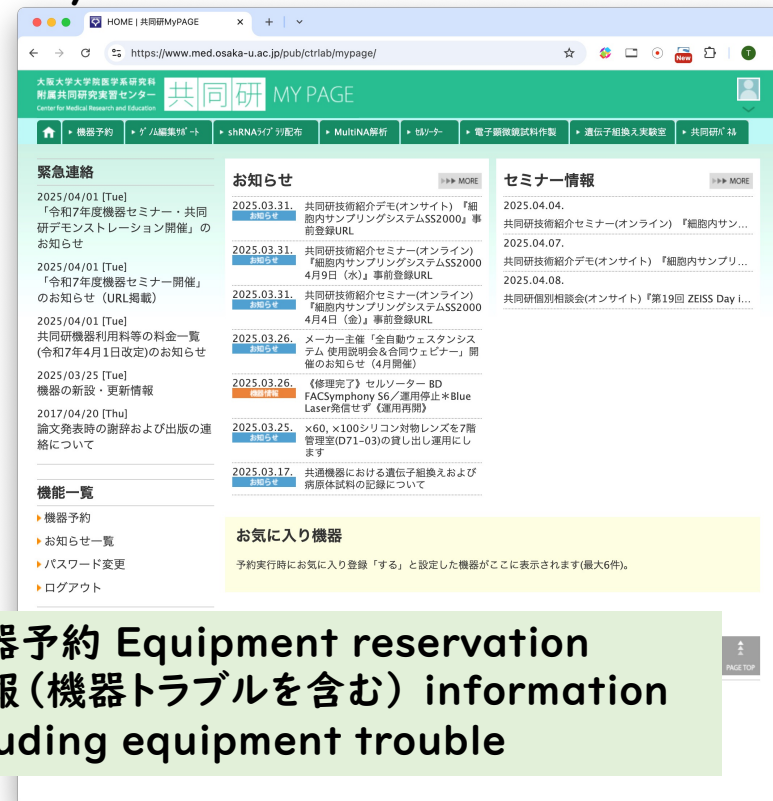 HOME | 共同研MyPAGE
https://www.med.osaka-u.ac.jp/pub/ctrlab/mypage/
New
T
大阪大学大学院医学系研究科
附属共同研究実習センター
Center for Medical Research and Education
共同研 MY PAGE
機器予約
ゲノム編集サポート
shRNAライブラリ配布
MultiNA解析
セルソーター
電子顕微鏡試料作製
遺伝子組換え実験室
共同研パネル
緊急連絡
2025/04/01 [Tue]
「令和7年度機器セミナー・共同
研デモンストレーション開催」の
お知らせ
2025/04/01 [Tue]
「令和7年度機器セミナー開催」
のお知らせ（URL掲載）
2025/04/01 [Tue]
共同研機器利用料等の料金一覧
(令和7年4月1日改定)のお知らせ
2025/03/25 [Tue]
機器の新設・更新情報
2017/04/20 [Thu]
論文発表時の謝辞および出版の連
絡について
機能一覧
機器予約
お知らせ一覧
パスワード変更
ログアウト
お知らせ
MORE
2025.03.31.
お知らせ
共同研技術紹介デモ(オンサイト) 『細
胞内サンプリングシステムSS2000』事
前登録URL
2025.03.31.
お知らせ
共同研技術紹介セミナー(オンライン)
『細胞内サンプリングシステムSS2000
4月9日（水）』事前登録URL
2025.03.31.
お知らせ
共同研技術紹介セミナー(オンライン)
『細胞内サンプリングシステムSS2000
4月4日（金）』事前登録URL
2025.03.26.
お知らせ
メーカー主催「全自動ウェスタンシス
テム 使用説明会＆合同ウェビナー」開
催のお知らせ（4月開催）
2025.03.26.
機器情報
《修理完了》セルソーター BD
FACSymphony S6／運用停止＊Blue
Laser発信せず《運用再開》
2025.03.25.
お知らせ
×60, ×100シリコン対物レンズを7階
管理室(D71-03)の貸し出し運用にし
ます
2025.03.17.
お知らせ
共通機器における遺伝子組換えおよび
病原体試料の記録について
セミナー情報
MORE
2025.04.04.
共同研技術紹介セミナー(オンライン) 『細胞内サン...
2025.04.07.
共同研技術紹介デモ(オンサイト) 『細胞内サンプリ...
2025.04.08.
共同研個別相談会(オンサイト)『第19回 ZEISS Day i...
お気に入り機器
予約実行時にお気に入り登録「する」と設定した機器がここに表示されます(最大6件)。
PAGE TOP
器予約 Equipment reservation
報（機器トラブルを含む）information
uding equipment trouble